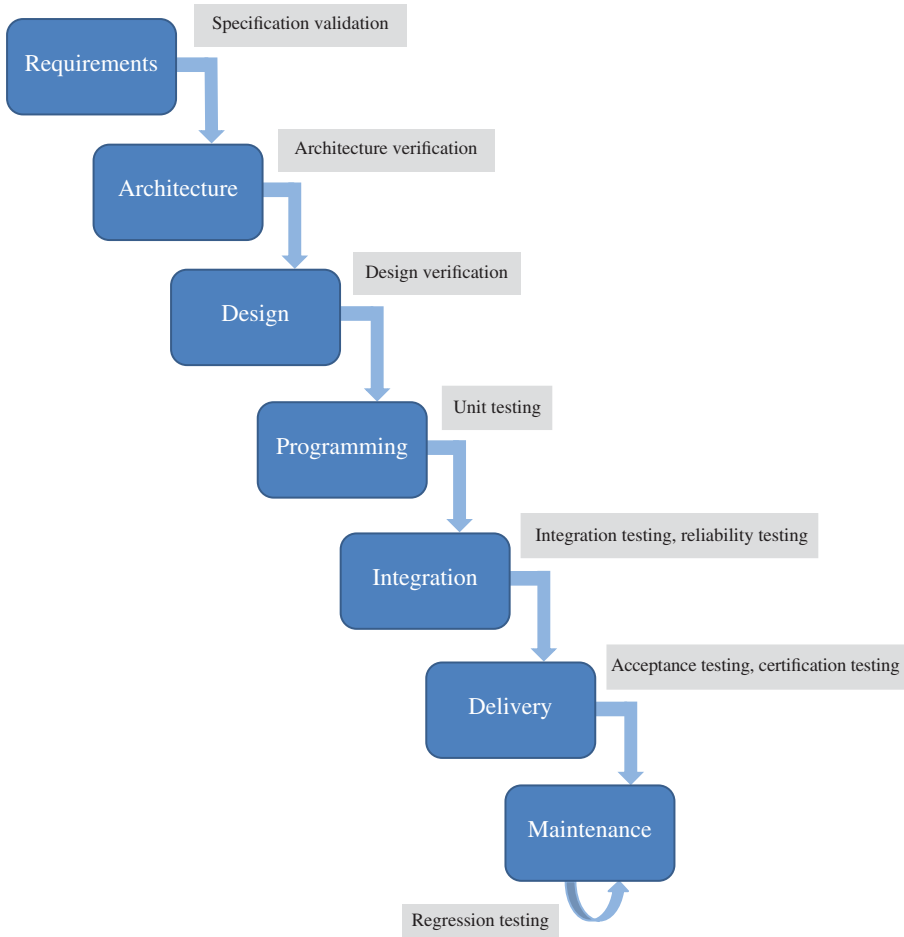 Specification validation
Requirements
Architecture verification
Architecture
Design verification
Design
Unit testing
Programming
Integration testing, reliability testing
Integration
Acceptance testing, certification testing
Delivery
Maintenance
Regression testing